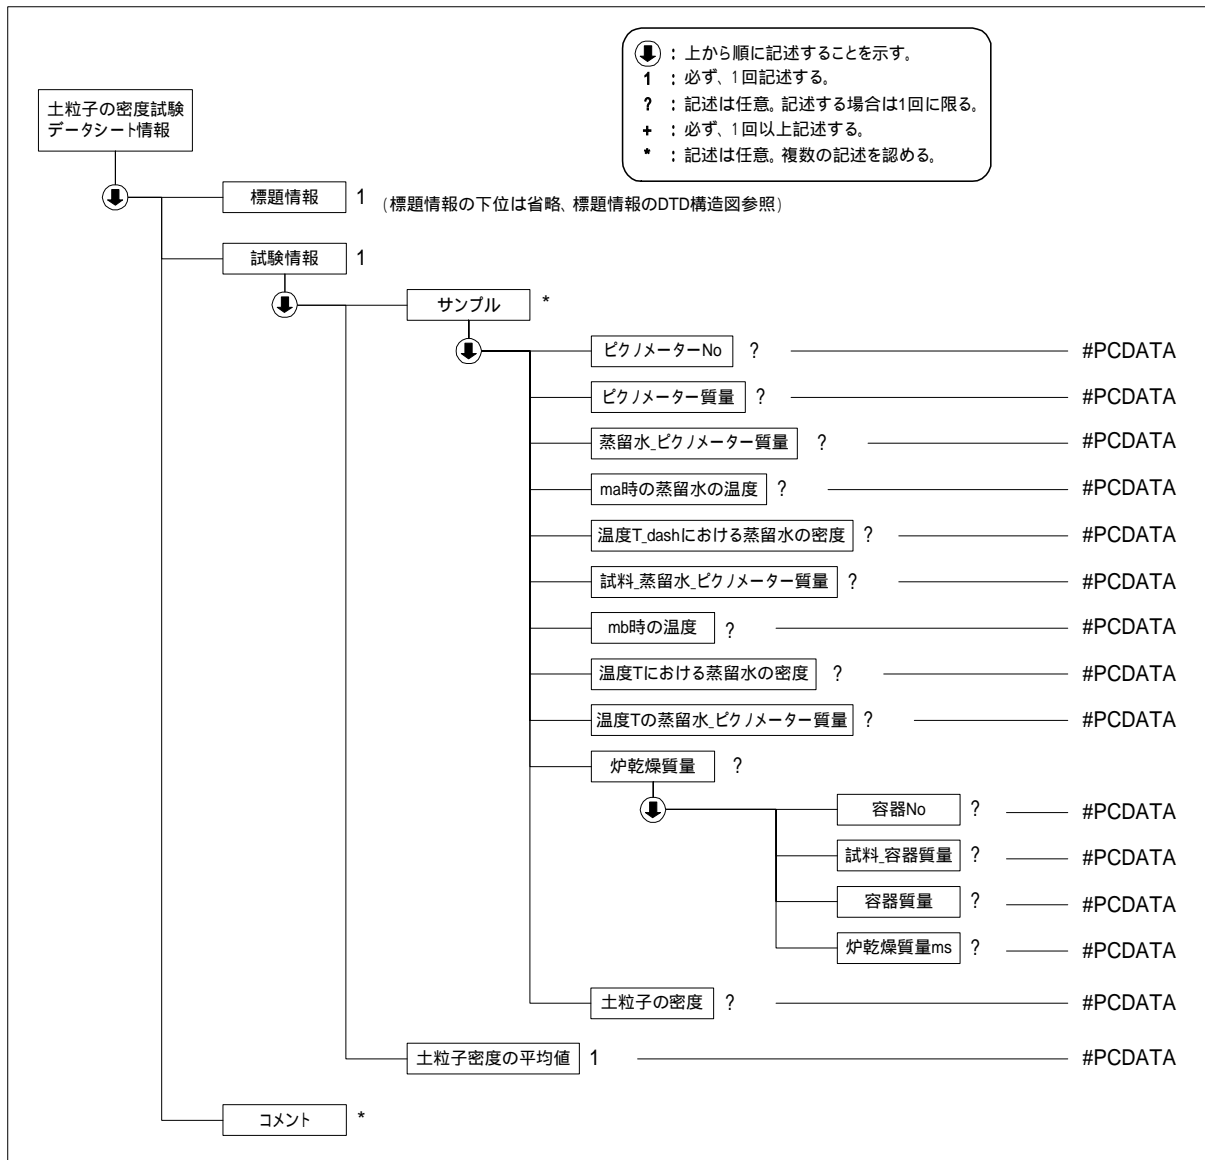 : 上から順に記述することを示す。
1 : 必ず、1回記述する。
? : 記述は任意。記述する場合は1回に限る。
+ : 必ず、1回以上記述する。
* : 記述は任意。複数の記述を認める。
土粒子の密度試験
データシート情報
標題情報 1 (標題情報の下位は省略、標題情報のDTD構造図参照)
試験情報 1
サンプル *
ピクノメーターNo ? #PCDATA
ピクノメーター質量 ? #PCDATA
蒸留水_ピクノメーター質量 ? #PCDATA
ma時の蒸留水の温度 ? #PCDATA
温度T_dashにおける蒸留水の密度 ? #PCDATA
試料_蒸留水_ピクノメーター質量 ? #PCDATA
mb時の温度 ? #PCDATA
温度Tにおける蒸留水の密度 ? #PCDATA
温度Tの蒸留水_ピクノメーター質量 ? #PCDATA
炉乾燥質量 ?
容器No ? #PCDATA
試料_容器質量 ? #PCDATA
容器質量 ? #PCDATA
炉乾燥質量ms ? #PCDATA
土粒子の密度 ? #PCDATA
土粒子密度の平均値 1 #PCDATA
コメント *